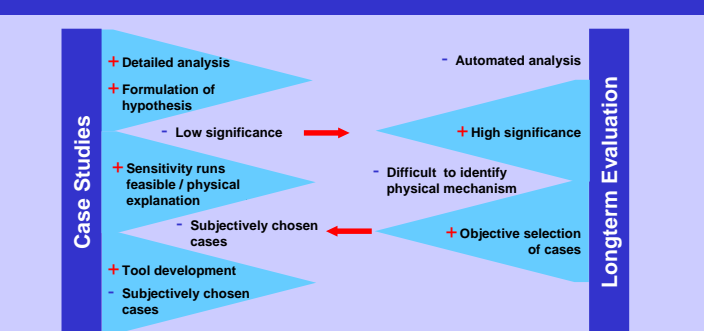 Case Studies
+ Detailed analysis
+ Formulation of
hypothesis
- Low significance
+ Sensitivity runs
feasible / physical
explanation
- Subjectively chosen
cases
+ Tool development
- Subjectively chosen
cases
- Automated analysis
+ High significance
- Difficult to identify
physical mechanism
+ Objective selection
of cases
Longterm Evaluation